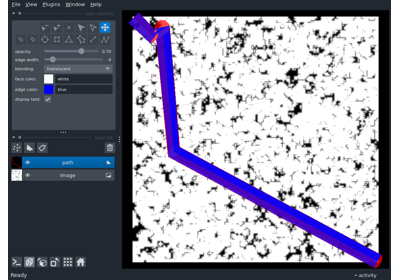 File View Plugins Window Help
opacity: 0.70
edge width: 4
blending: translucent
face color: white
edge color: blue
display text:
path
Image
Ready
activity